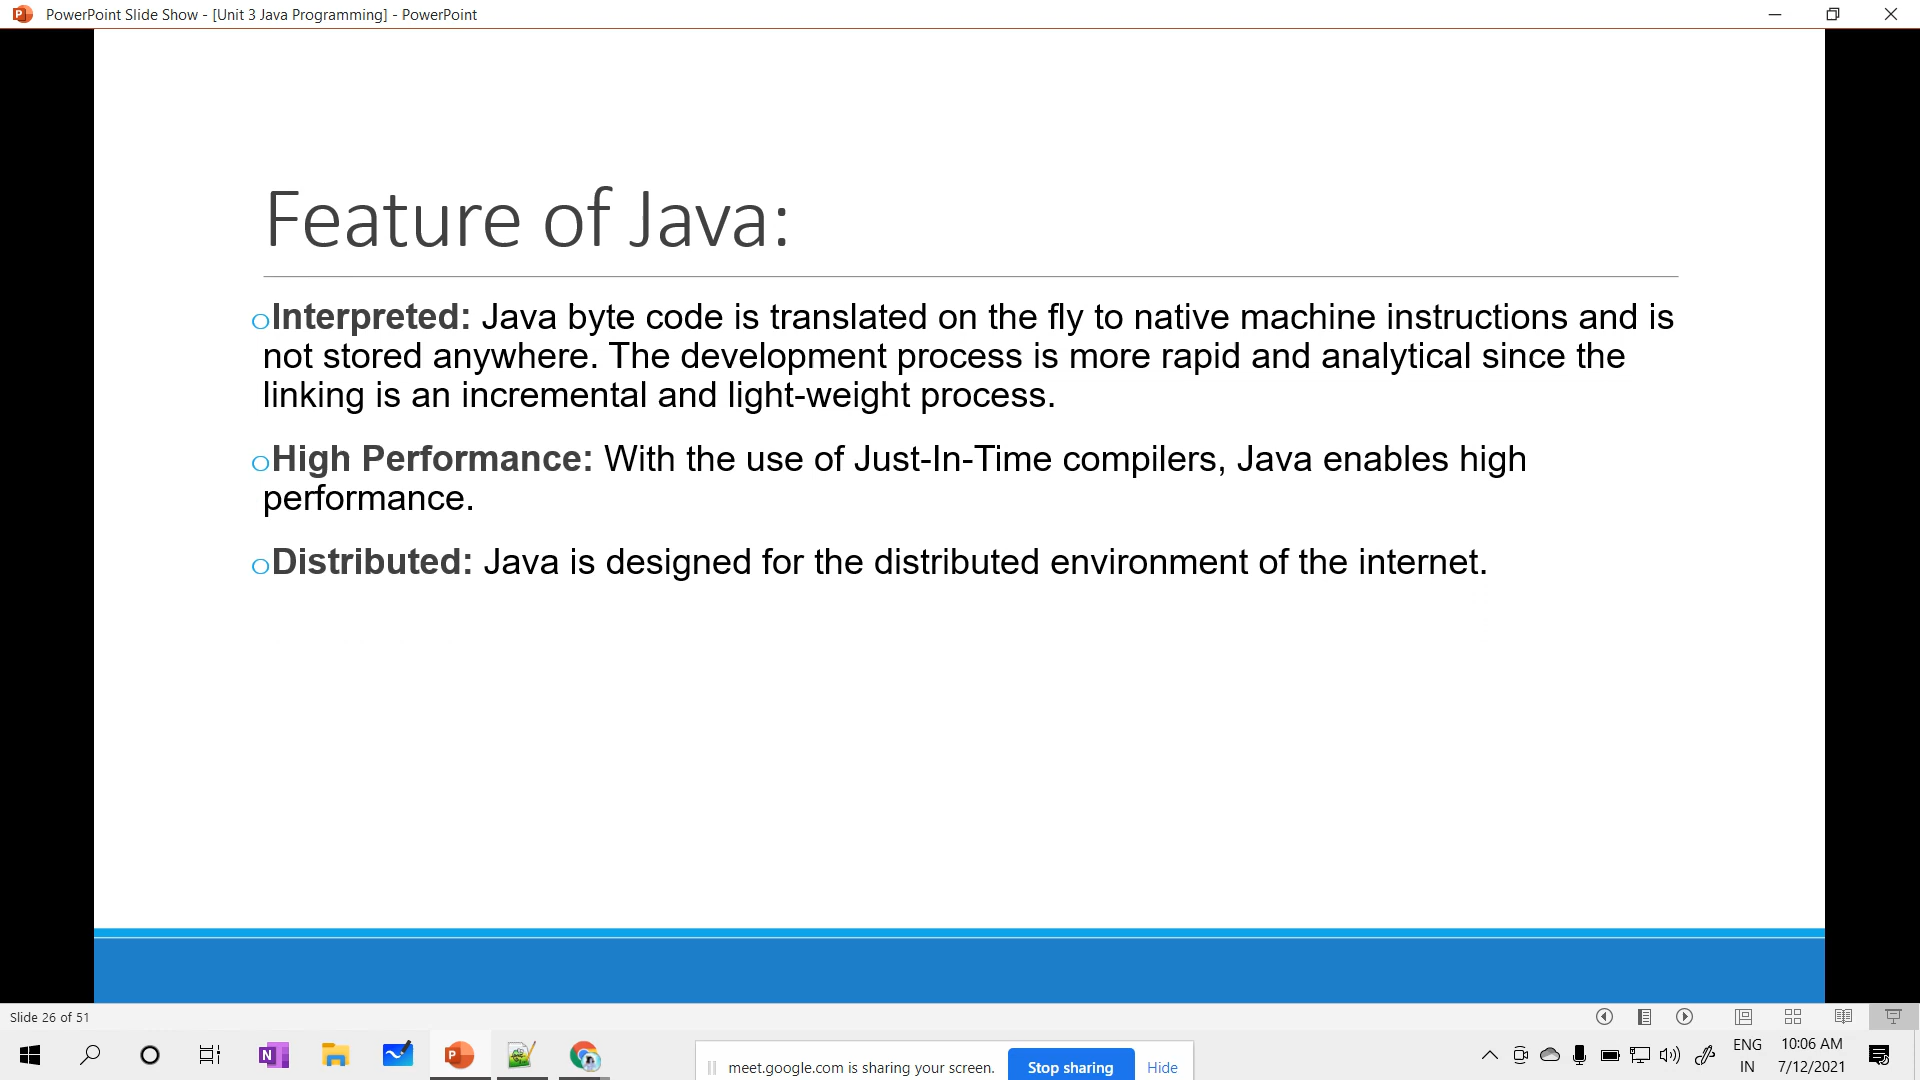 PowerPoint Slide Show - [Unit 3 Java Programming] - PowerPoint
Feature of Java:
oInterpreted: Java byte code is translated on the fly to native machine instructions and is
not stored anywhere. The development process is more rapid and analytical since the
linking is an incremental and light-weight process.
oHigh Performance: With the use of Just-In-Time compilers, Java enables high
performance.
oDistributed: Java is designed for the distributed environment of the internet.
Slide 26 of 51
meet.google.com is sharing your screen. Stop sharing Hide
ENG 10:06 AM
IN 7/12/2021